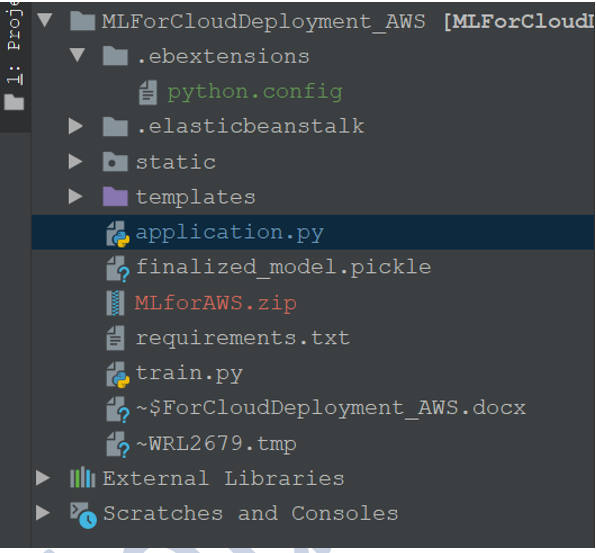 1: Proje
MLForCloudDeployment_AWS [MLForCloudD
.ebextensions
python.config
.elasticbeanstalk
static
templates
application.py
finalized_model.pickle
MLforAWS.zip
requirements.txt
train.py
~$ForCloudDeployment_AWS.docx
~WRL2679.tmp
External Libraries
Scratches and Consoles